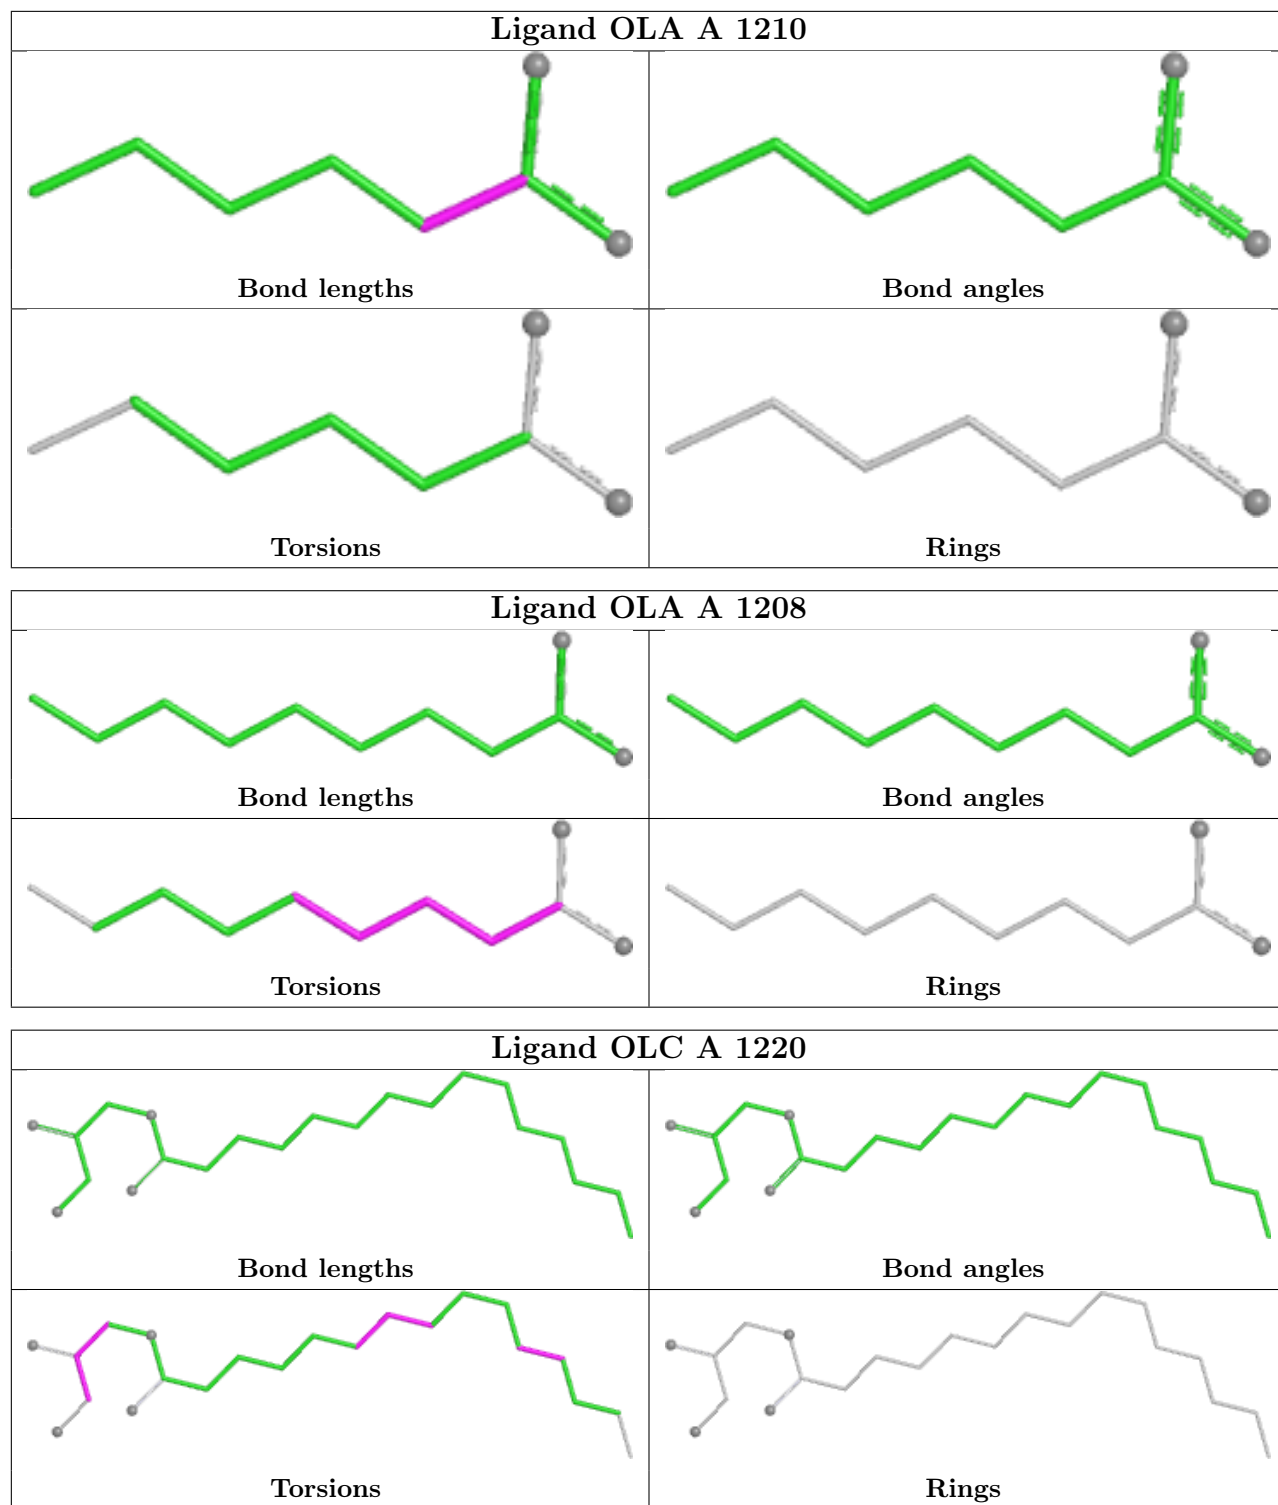 Ligand OLA A 1210
Bond lengths
Bond angles
Torsions
Rings
Ligand OLA A 1208
Bond lengths
Bond angles
Torsions
Rings
Ligand OLC A 1220
Bond lengths
Bond angles
Torsions
Rings